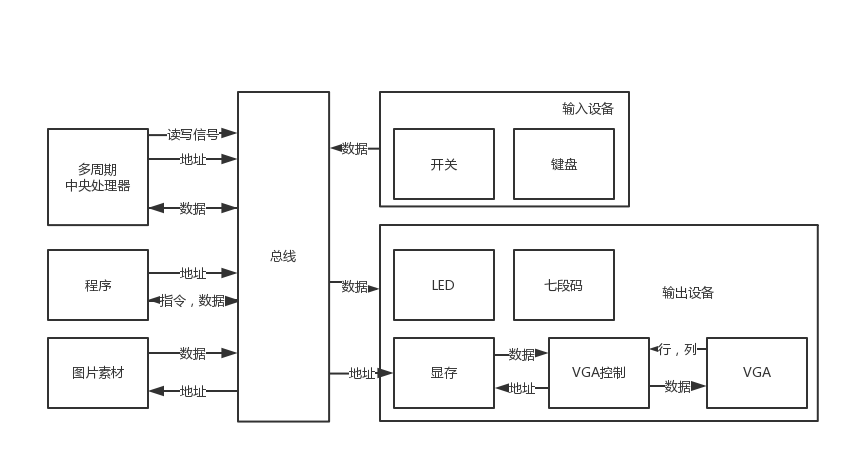 输入设备
读写信号
多周期
中央处理器
地址
数据
数据
开关
键盘
总线
程序
地址
指令，数据
数据
LED
七段码
输出设备
图片素材
数据
地址
地址
显存
数据
地址
VGA控制
行，列
数据
VGA